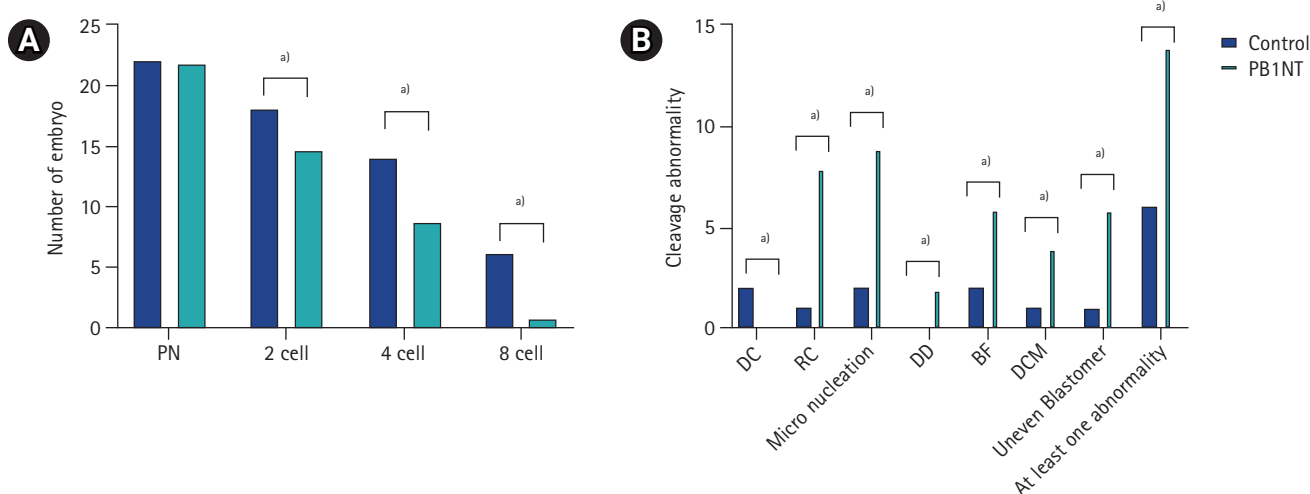 A
Number of embryo
25
20
15
10
5
0
a)
a)
a)
PN
2 cell
4 cell
8 cell
B
Cleavage abnormality
15
10
5
0
a)
a)
a)
a)
a)
a)
a)
a)
DC
RC
Micro nucleation
DD
BF
DCM
Uneven Blastomer
At least one abnormality
Control
PB1NT